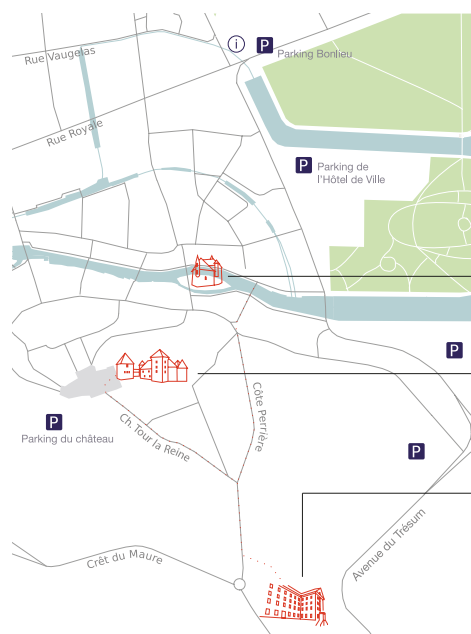 Rue Vaugelas
i
P
Parking Bonlieu
Rue Royale
P
Parking de
l'Hôtel de Ville
P
Côte Perrière
P
Parking du château
Ch. Tour la Reine
P
Avenue du Trésum
Crêt du Maure